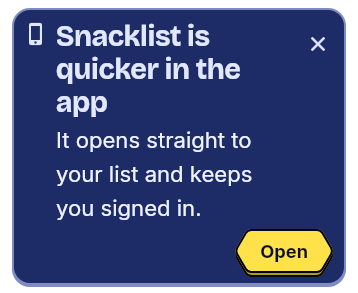 Snacklist is
quicker in the
app
It opens straight to
your list and keeps
you signed in.
Open